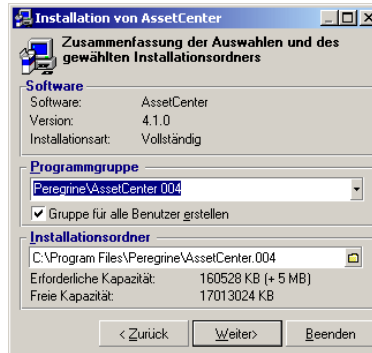 Installation von AssetCenter
Zusammenfassung der Auswahlen und des
gewählten Installationsordners
Software
Software: AssetCenter
Version: 4.1.0
Installationsart: Vollständig
Programmgruppe
Peregrine\AssetCenter 004
Gruppe für alle Benutzer erstellen
Installationsordner
C:\Program Files\Peregrine\AssetCenter.004
Erforderliche Kapazität: 160528 KB (+ 5 MB)
Freie Kapazität: 17013024 KB
< Zurück
Weiter>
Beenden